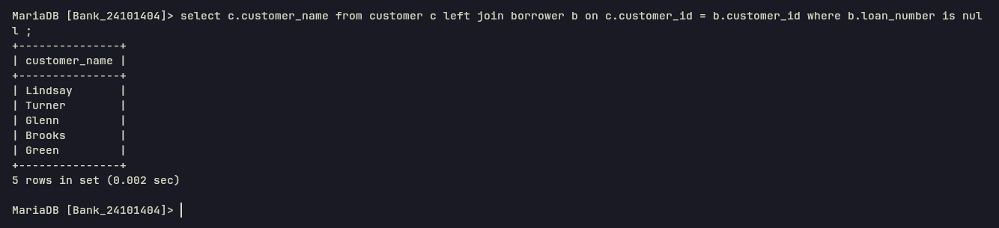 MariaDB [Bank_24101404]> select c.customer_name from customer c left join borrower b on c.customer_id = b.customer_id where b.loan_number is nul
l ;
+---------------+
| customer_name |
+---------------+
| Lindsay       |
| Turner        |
| Glenn         |
| Brooks        |
| Green         |
+---------------+
5 rows in set (0.002 sec)
MariaDB [Bank_24101404]>